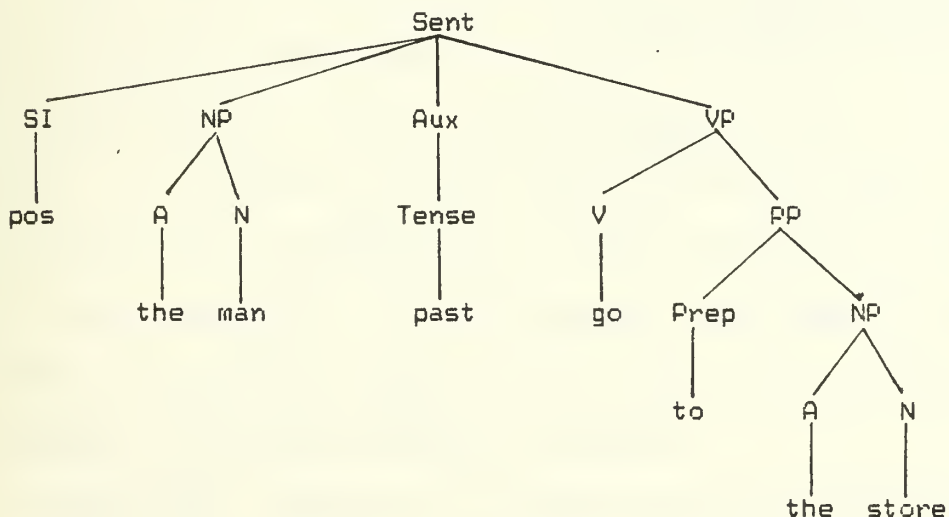 Sent
SI NP Aux VP
pos A N Tense V PP
the man past go Prep NP
to A N
the store